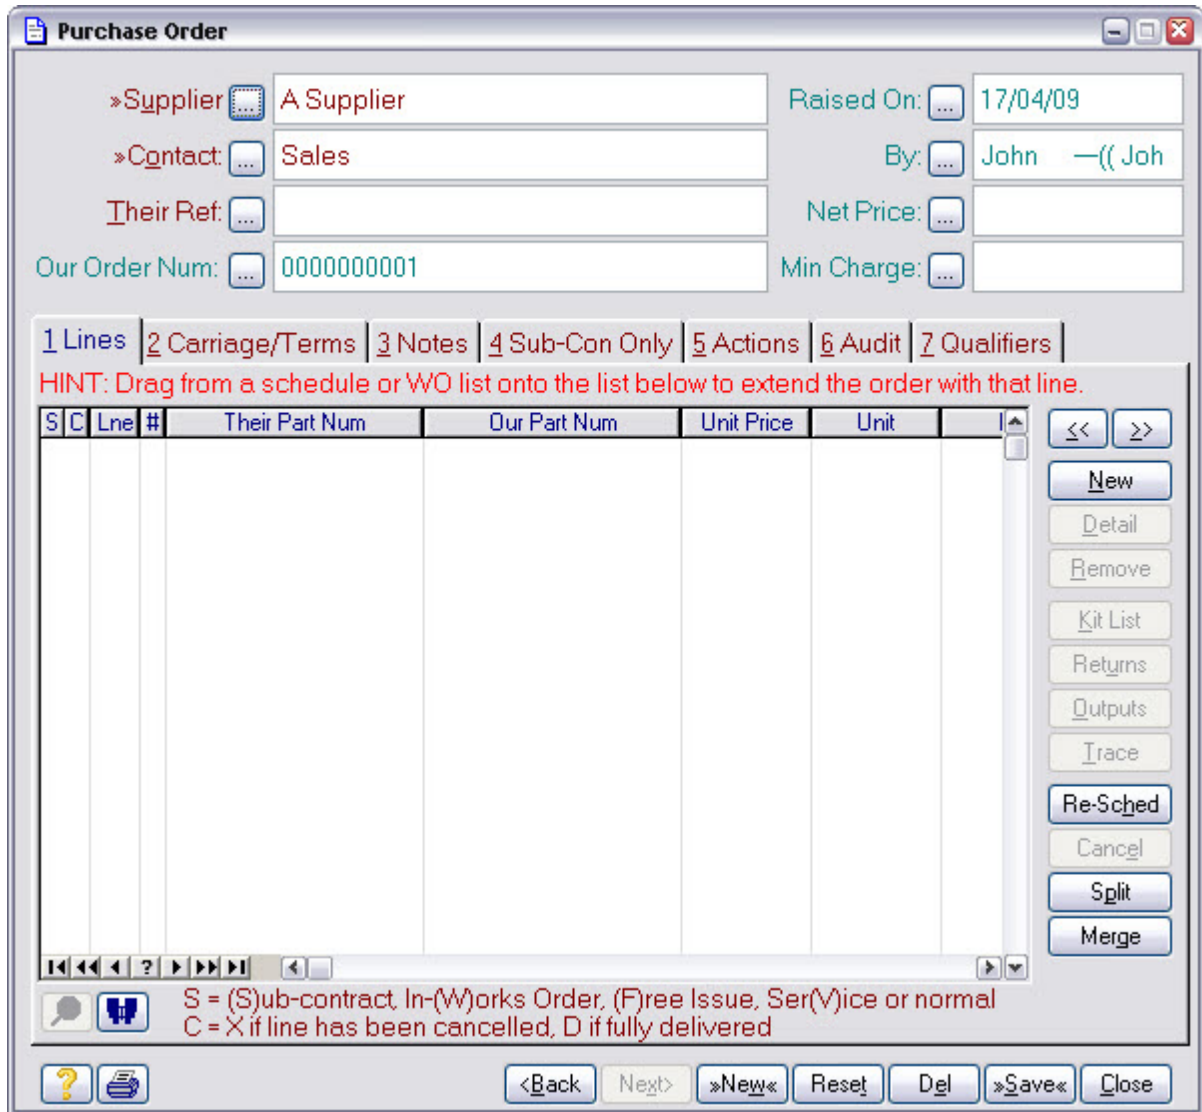 Purchase Order
»Supplier ... A Supplier Raised On: ... 17/04/09
»Contact: ... Sales By: ... John —(( Joh
Their Ref: ... Net Price: ...
Our Order Num: ... 0000000001 Min Charge: ...
1 Lines 2 Carriage/Terms 3 Notes 4 Sub-Con Only 5 Actions 6 Audit 7 Qualifiers
HINT: Drag from a schedule or WO list onto the list below to extend the order with that line.
S C Lne # Their Part Num Our Part Num Unit Price Unit
<< >>
New
Detail
Remove
Kit List
Returns
Outputs
Trace
Re-Sched
Cancel
Split
Merge
?
S = (S)ub-contract, In-(W)orks Order, (F)ree Issue, Ser(V)ice or normal
C = X if line has been cancelled, D if fully delivered
? <Back Next> »New« Reset Del »Save« Close